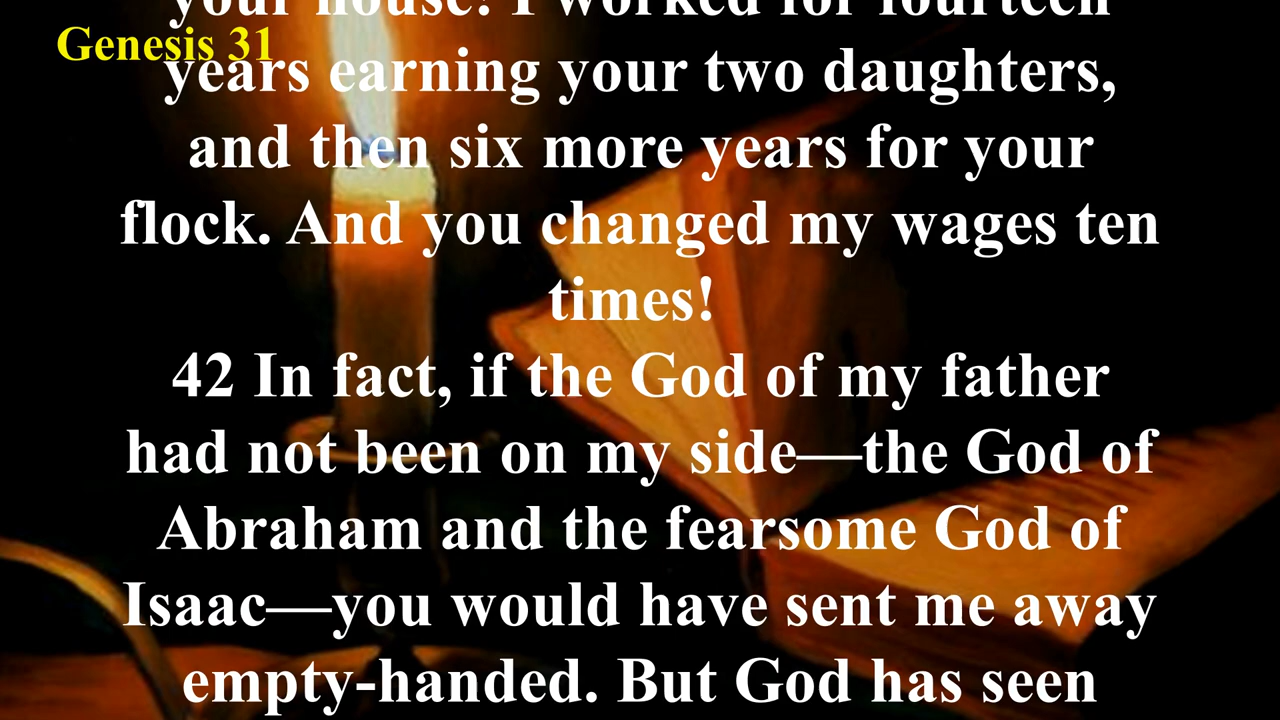 your house! I worked for fourteen
Genesis 31
years earning your two daughters,
and then six more years for your
flock. And you changed my wages ten
times!
42 In fact, if the God of my father
had not been on my side—the God of
Abraham and the fearsome God of
Isaac—you would have sent me away
empty-handed. But God has seen